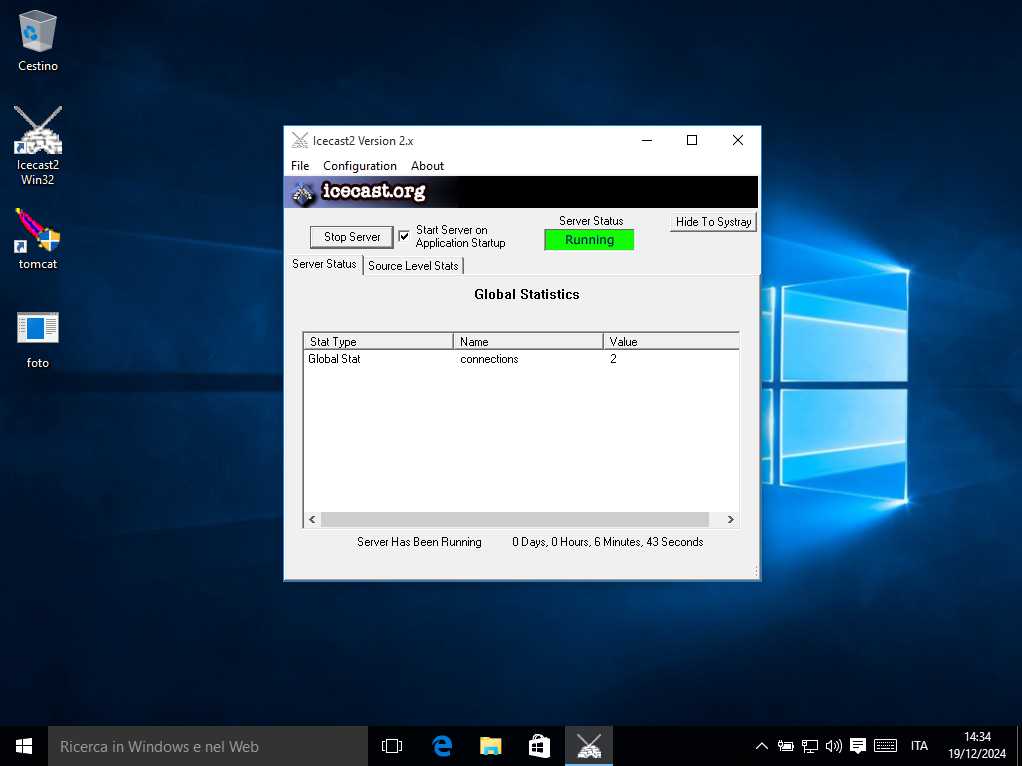 Cestino
Icecast2
Win32
tomcat
foto
Icecast2 Version 2.x
File Configuration About
icecast.org
Stop Server
Start Server on
Application Startup
Server Status
Running
Hide To Systray
Server Status Source Level Stats
Global Statistics
Stat Type Name Value
Global Stat connections 2
Server Has Been Running 0 Days, 0 Hours, 6 Minutes, 43 Seconds
Ricerca in Windows e nel Web
ITA
14:34
19/12/2024